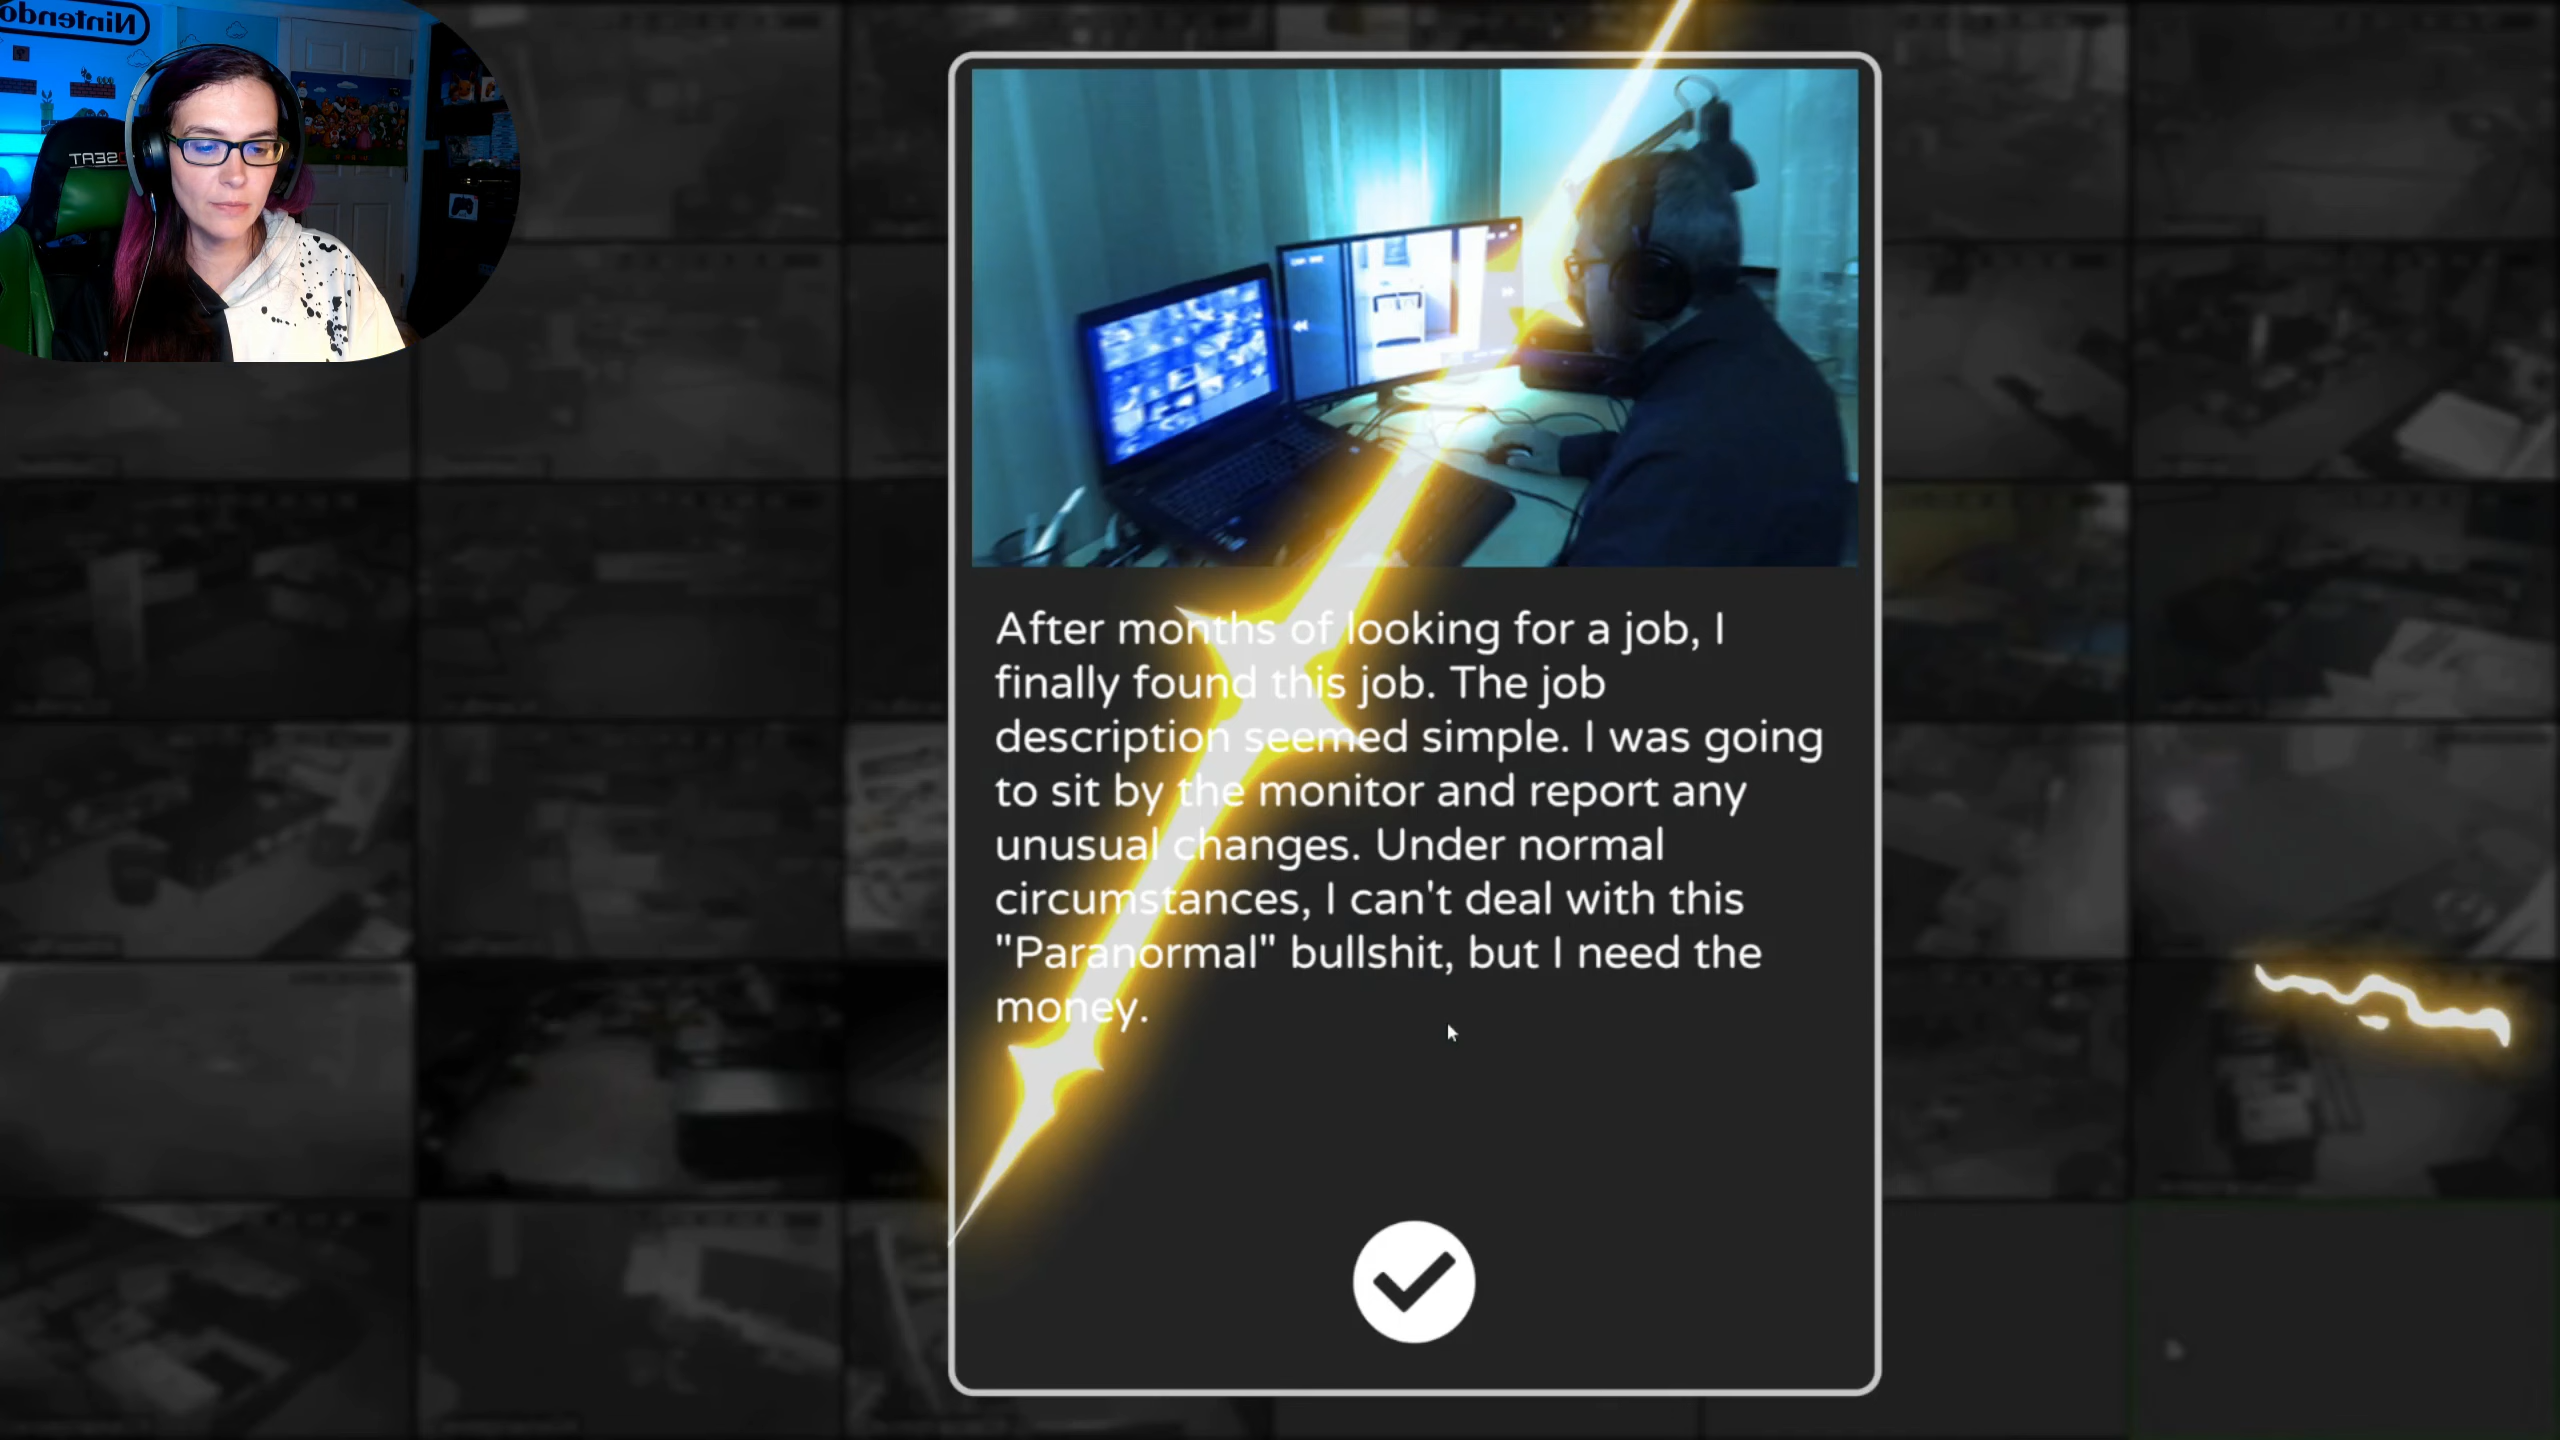 Nintendo
SEAT
After months of looking for a job, I
finally found this job. The job
description seemed simple. I was going
to sit by the monitor and report any
unusual changes. Under normal
circumstances, I can't deal with this
"Paranormal" bullshit, but I need the
money.